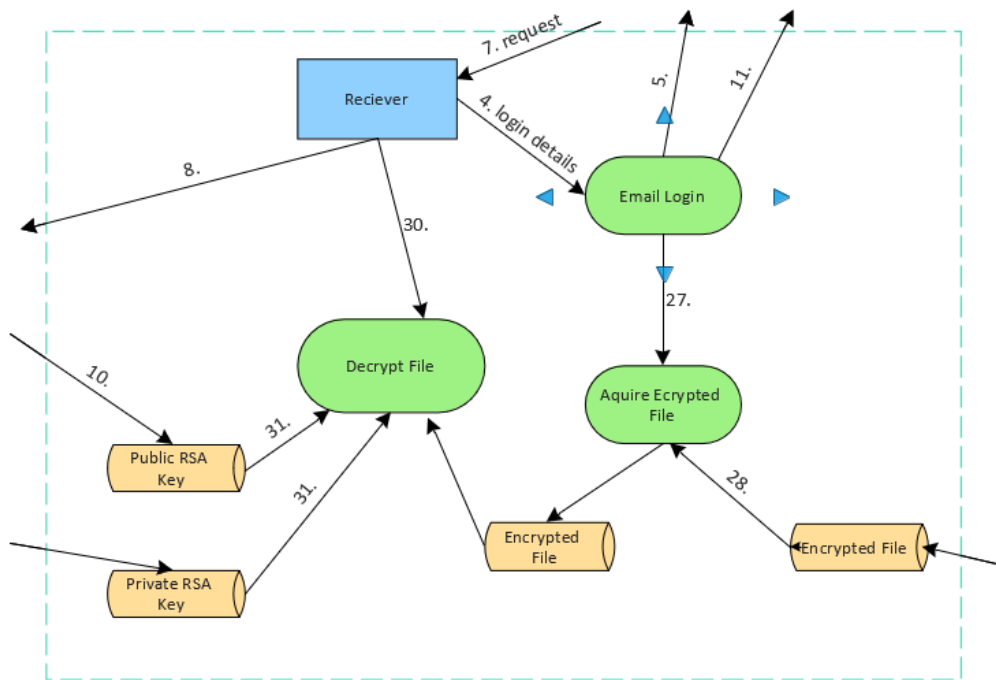 7. request
Reciever
4. login details
5.
11.
8.
Email Login
30.
27.
Decrypt File
10.
Aquire Ecrypted
File
31.
Public RSA
Key
28.
31.
Encrypted
File
Encrypted File
Private RSA
Key